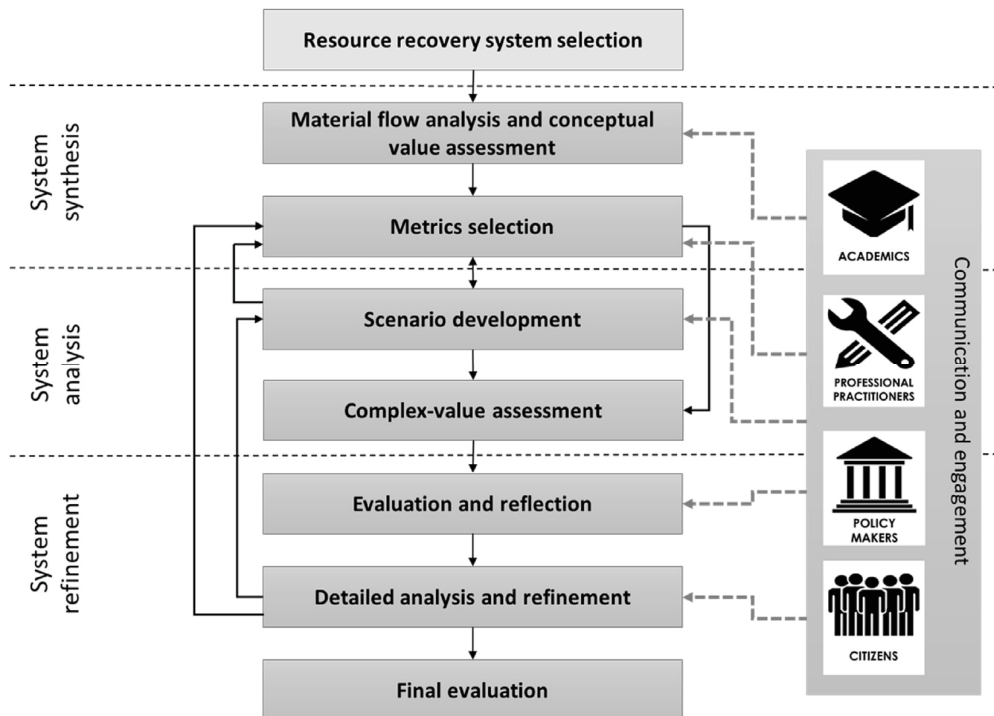 Resource recovery system selection
System
synthesis
Material flow analysis and conceptual
value assessment
Metrics selection
System
analysis
Scenario development
Complex-value assessment
System
refinement
Evaluation and reflection
Detailed analysis and refinement
Final evaluation
ACADEMICS
PROFESSIONAL
PRACTITIONERS
POLICY
MAKERS
CITIZENS
Communication and engagement